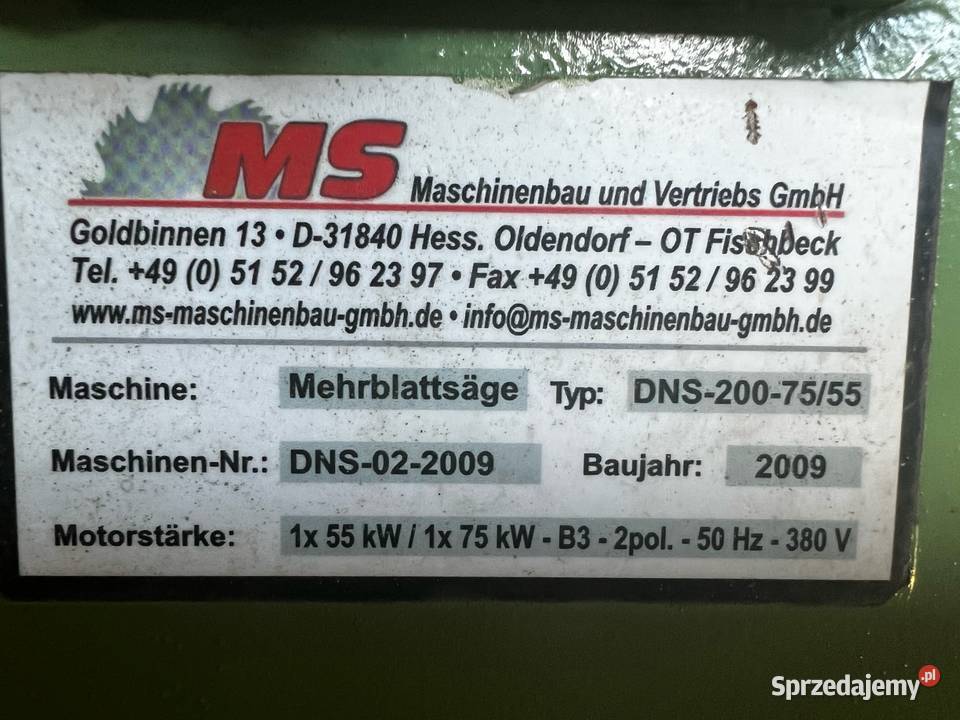 MS Maschinenbau und Vertriebs GmbH
Goldbinnen 13 • D-31840 Hess. Oldendorf – OT Fischbeck
Tel. +49 (0) 51 52 / 96 23 97 • Fax +49 (0) 51 52 / 96 23 99
www.ms-maschinenbau-gmbh.de • info@ms-maschinenbau-gmbh.de
Maschine: Mehrblattsäge Typ: DNS-200-75/55
Maschinen-Nr.: DNS-02-2009 Baujahr: 2009
Motorstärke: 1x 55 kW / 1x 75 kW - B3 - 2pol. - 50 Hz - 380 V
Sprzedajemy.pl